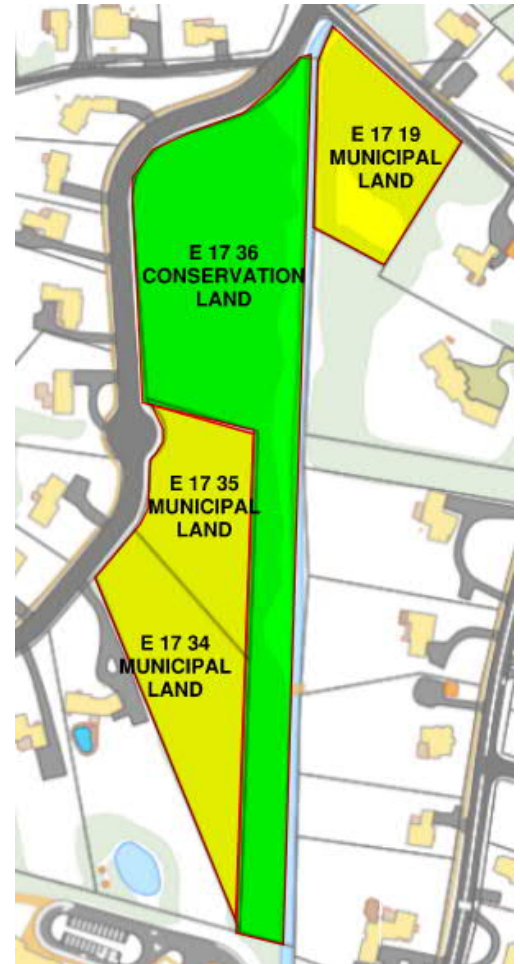 E 17 19
MUNICIPAL
LAND
E 17 36
CONSERVATION
LAND
E 17 35
MUNICIPAL
LAND
E 17 34
MUNICIPAL
LAND